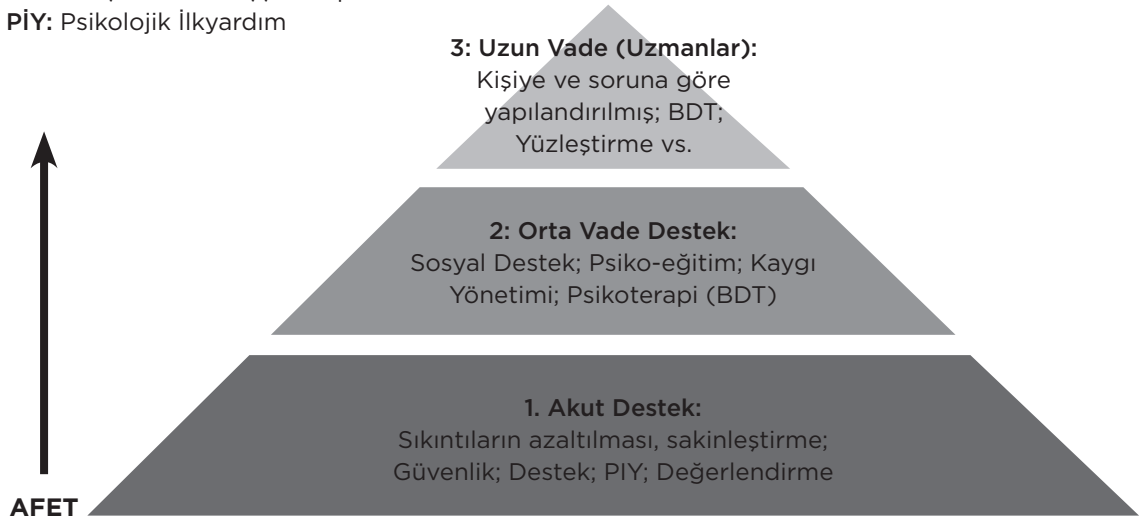 PİY: Psikolojik İlkyardım
3: Uzun Vade (Uzmanlar):
Kişiye ve soruna göre
yapılandırılmış; BDT;
Yüzleştirme vs.
2: Orta Vade Destek:
Sosyal Destek; Psiko-eğitim; Kaygı
Yönetimi; Psikoterapi (BDT)
1. Akut Destek:
Sıkıntıların azaltılması, sakinleştirme;
Güvenlik; Destek; PIY; Değerlendirme
AFET